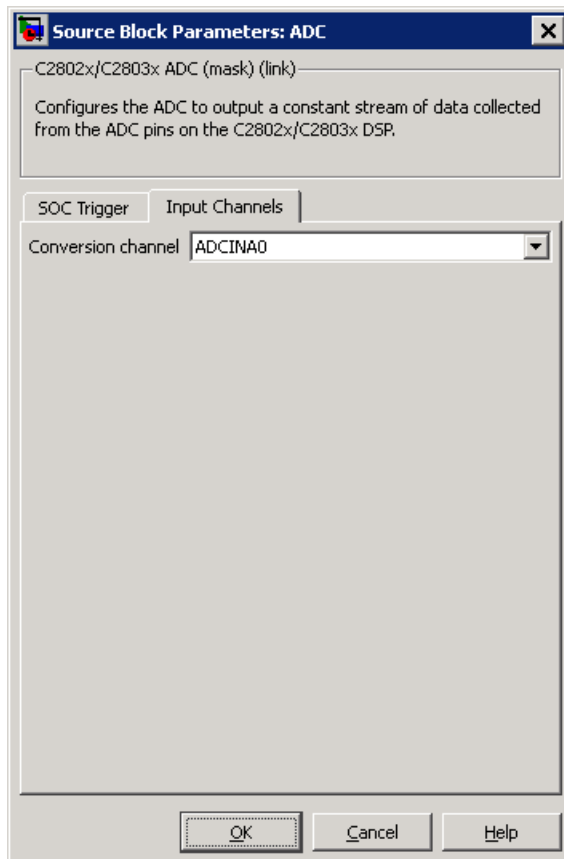 Source Block Parameters: ADC
C2802x/C2803x ADC (mask) (link)
Configures the ADC to output a constant stream of data collected
from the ADC pins on the C2802x/C2803x DSP.
SOC Trigger Input Channels
Conversion channel ADCINA0
OK Cancel Help